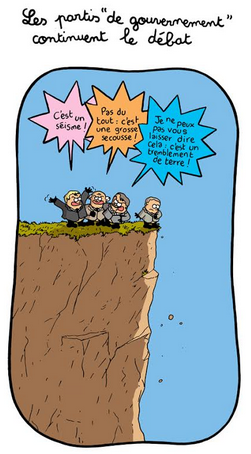 Les partis "de gouvernement"
continuent le débat
C'est
un
séisme !
Pas du
tout : c'est
une grosse
secousse !
Je ne peux
pas vous
laisser dire
cela, c'est un
tremblement
de terre !